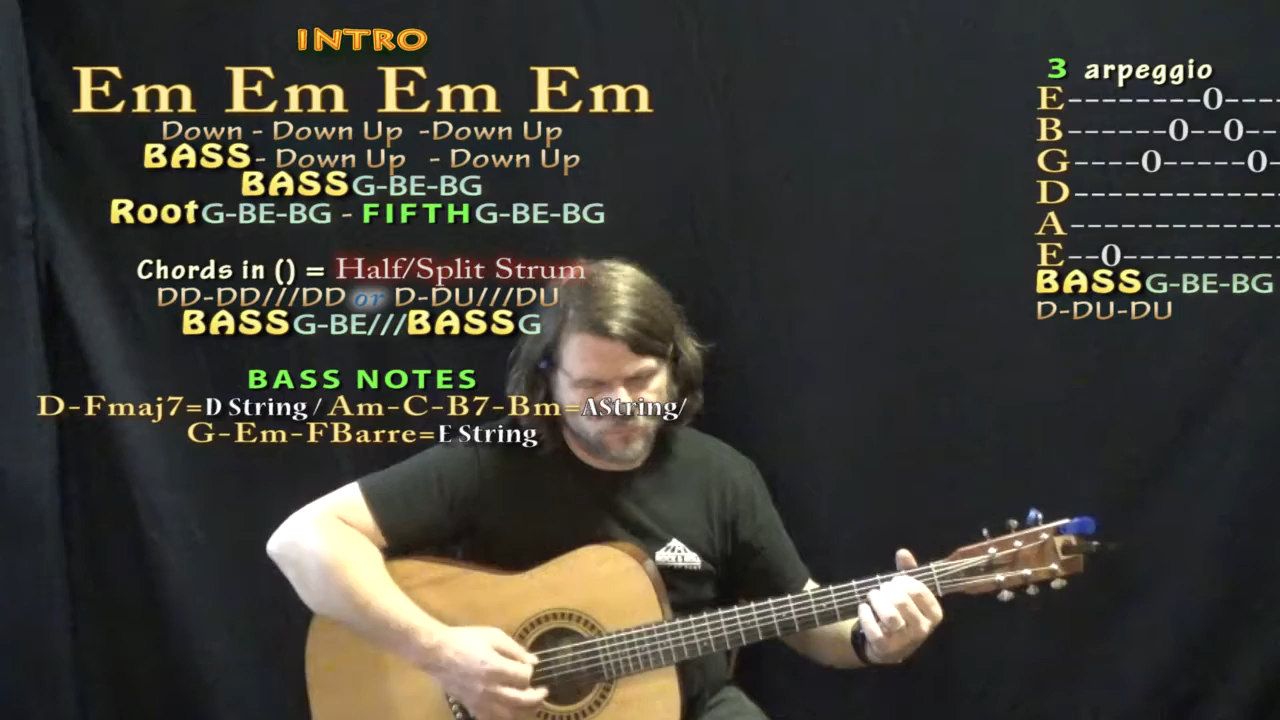 INTRO
Em Em Em Em
Down - Down Up -Down Up
BASS- Down Up - Down Up
BASSG-BE-BG
RootG-BE-BG - FIFTHG-BE-BG
Chords in () = Half/Split Strum
DD-DD///DD or D-DU///DU
BASSG-BE///BASSG
BASS NOTES
D-Fmaj7=D String / Am-C-B7-Bm=AString/
G-Em-FBarre=E String
3 arpeggio
E--------0----
B------0--0---
G----0-----0--
D-------------
A-------------
E--0----------
BASSG-BE-BG
D-DU-DU